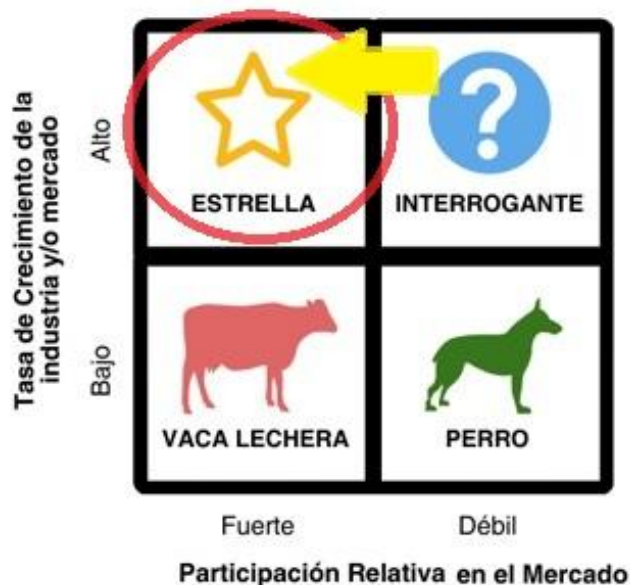 Tasa de Crecimiento de la
industria y/o mercado
Alto
ESTRELLA
INTERROGANTE
Bajo
VACA LECHERA
PERRO
Fuerte
Débil
Participación Relativa en el Mercado